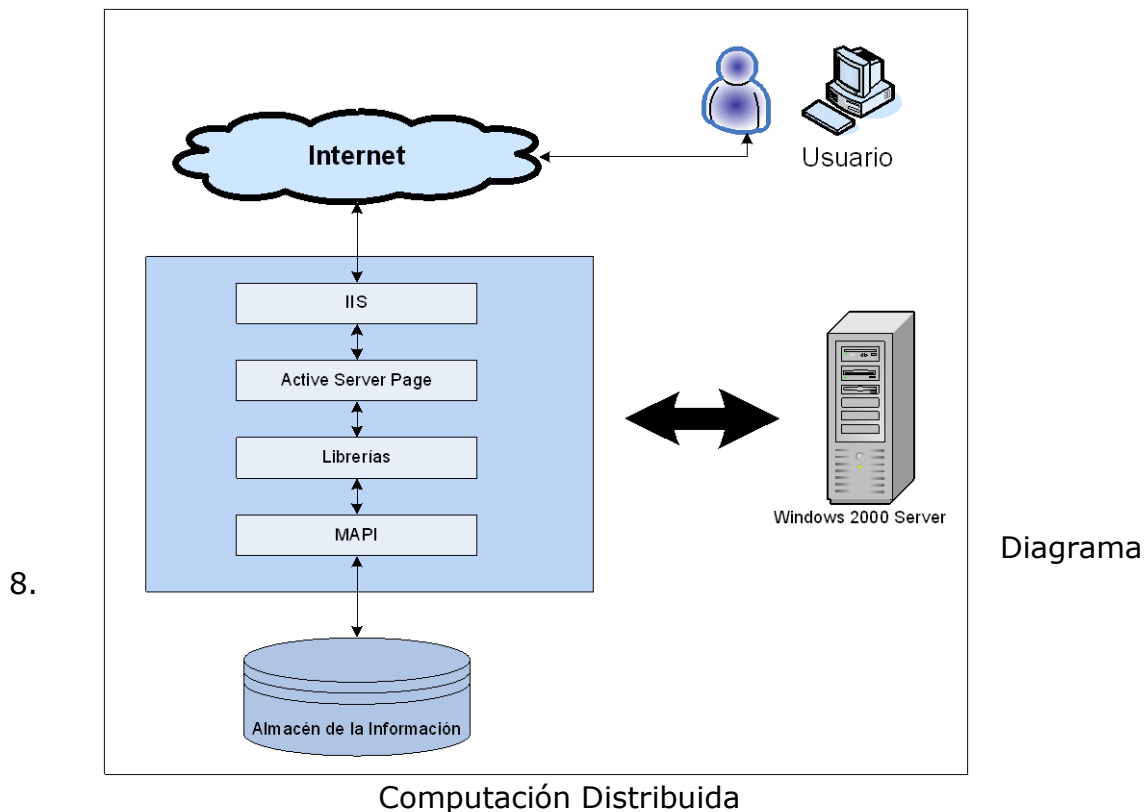 Internet
Usuario
IIS
Active Server Page
Librerías
MAPI
Windows 2000 Server
Almacén de la Información
8.
Diagrama
Computación Distribuida